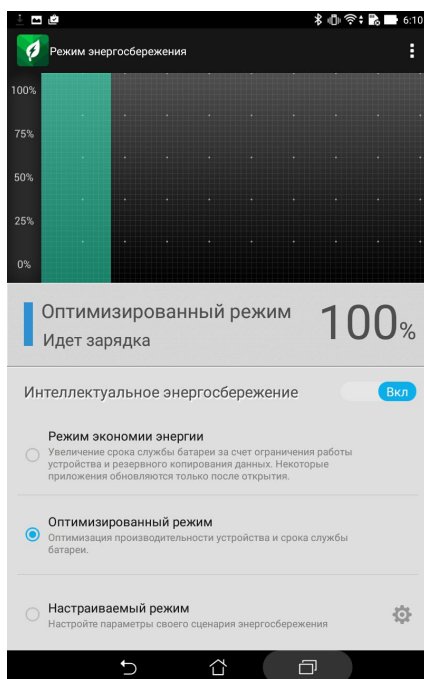 6:10
Режим энергосбережения
100%
75%
50%
25%
0%
Оптимизированный режим
100%
Идет зарядка
Интеллектуальное энергосбережение
Вкл
Режим экономии энергии
Увеличение срока службы батареи за счет ограничения работы
устройства и резервного копирования данных. Некоторые
приложения обновляются только после открытия.
Оптимизированный режим
Оптимизация производительности устройства и срока службы
батареи.
Настраиваемый режим
Настройте параметры своего сценария энергосбережения